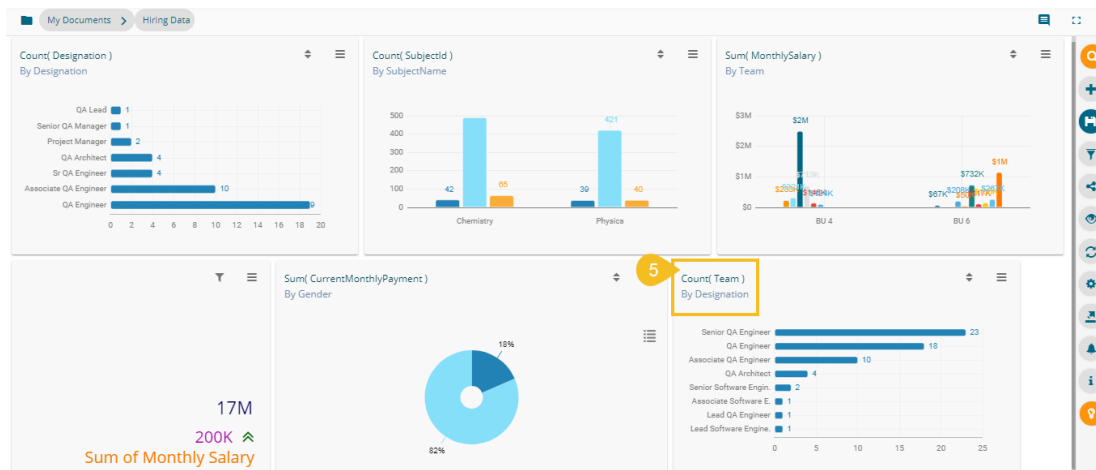 My Documents > Hiring Data
Count( Designation )
By Designation
QA Lead 1
Senior QA Manager 1
Project Manager 2
QA Architect 4
Sr QA Engineer 4
Associate QA Engineer 10
QA Engineer 9
0 2 4 6 8 10 12 14 16 18 20
Count( SubjectId )
By SubjectName
500
400
300
200
100
0
42 65
421
39 40
Chemistry Physics
Sum( MonthlySalary )
By Team
$3M
$2M
$1M
$0
$2M
$732K
$1M
$67K
BU 4 BU 6
17M
200K
Sum of Monthly Salary
Sum( CurrentMonthlyPayment )
By Gender
18%
82%
5
Count( Team )
By Designation
Senior QA Engineer 23
QA Engineer 18
Associate QA Engineer 10
QA Architect 4
Senior Software Engin. 2
Associate Software E. 1
Lead QA Engineer 1
Lead Software Engine. 1
0 5 10 15 20 25